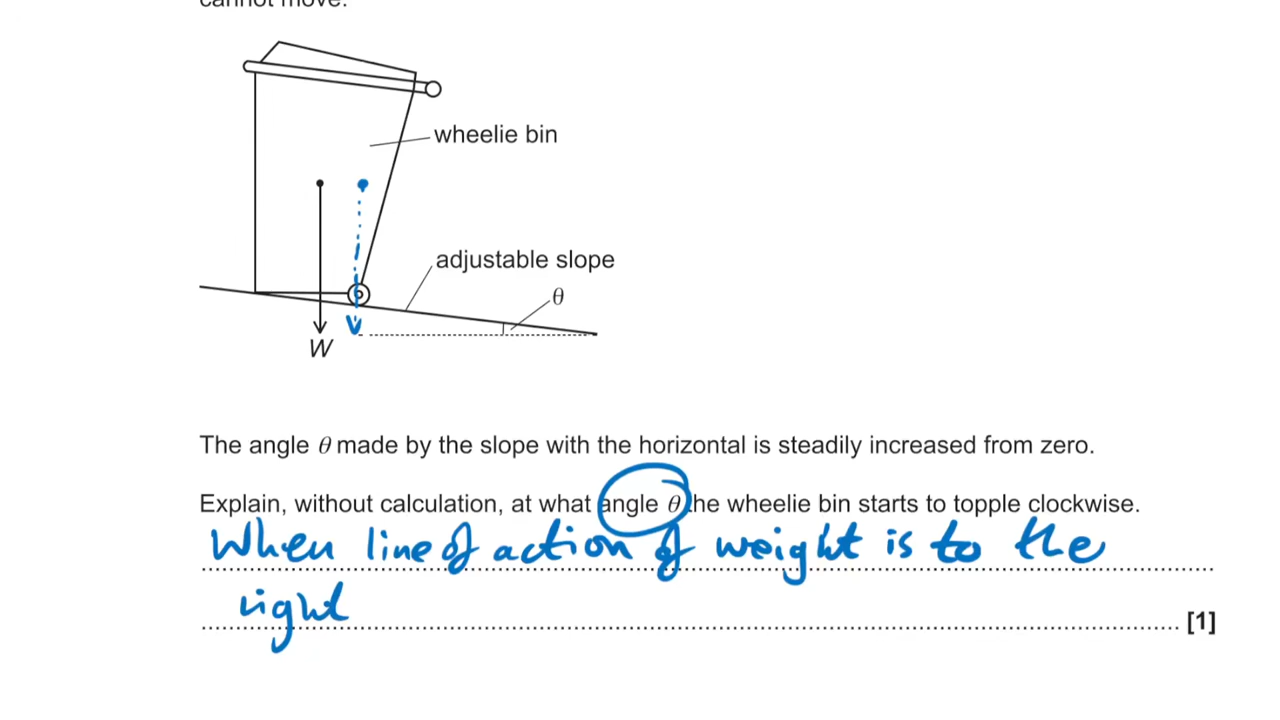 cannot move.
wheelie bin
adjustable slope
θ
W
The angle θ made by the slope with the horizontal is steadily increased from zero.
Explain, without calculation, at what angle θ the wheelie bin starts to topple clockwise.
When line of action of weight is to the
right
[1]